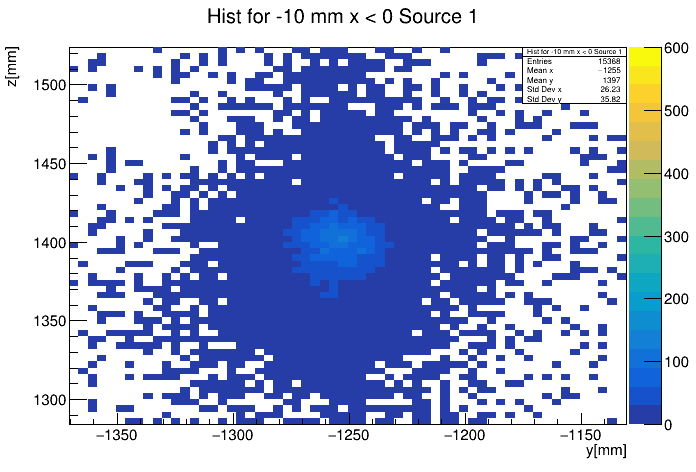 Hist for -10 mm x < 0 Source 1
z[mm]
Hist for -10 mm x < 0 Source 1
Entries 15368
Mean x −1255
Mean y 1397
Std Dev x 26.23
Std Dev y 35.82
600
500
400
300
200
100
0
1500
1450
1400
1350
1300
−1350 −1300 −1250 −1200 −1150
y[mm]